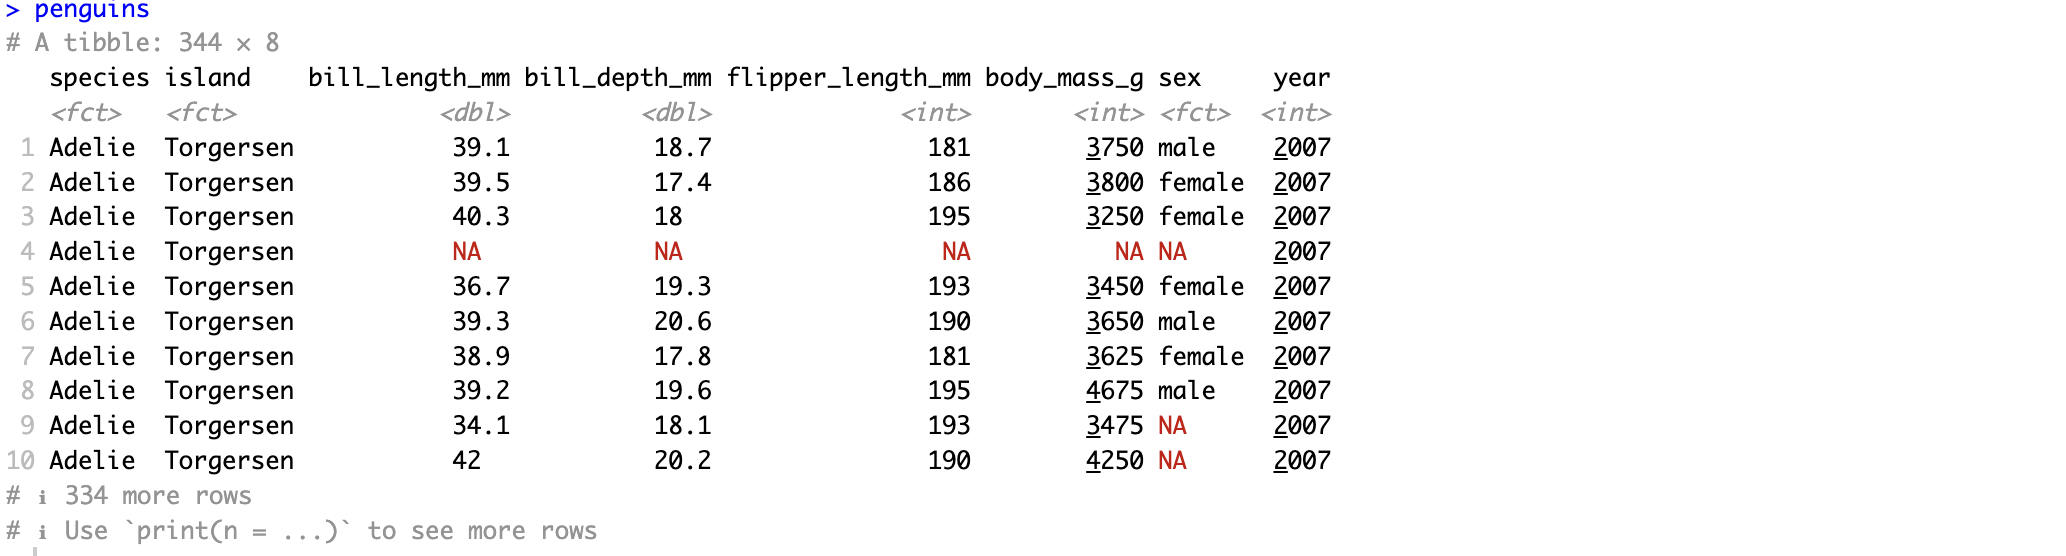 > penguins
# A tibble: 344 × 8
   species island    bill_length_mm bill_depth_mm flipper_length_mm body_mass_g sex     year
   <fct>   <fct>              <dbl>         <dbl>             <int>       <int> <fct>  <int>
 1 Adelie  Torgersen           39.1          18.7               181        3750 male    2007
 2 Adelie  Torgersen           39.5          17.4               186        3800 female  2007
 3 Adelie  Torgersen           40.3          18                 195        3250 female  2007
 4 Adelie  Torgersen           NA            NA                  NA          NA NA      2007
 5 Adelie  Torgersen           36.7          19.3               193        3450 female  2007
 6 Adelie  Torgersen           39.3          20.6               190        3650 male    2007
 7 Adelie  Torgersen           38.9          17.8               181        3625 female  2007
 8 Adelie  Torgersen           39.2          19.6               195        4675 male    2007
 9 Adelie  Torgersen           34.1          18.1               193        3475 NA      2007
10 Adelie  Torgersen           42            20.2               190        4250 NA      2007
# ℹ 334 more rows
# ℹ Use `print(n = ...)` to see more rows